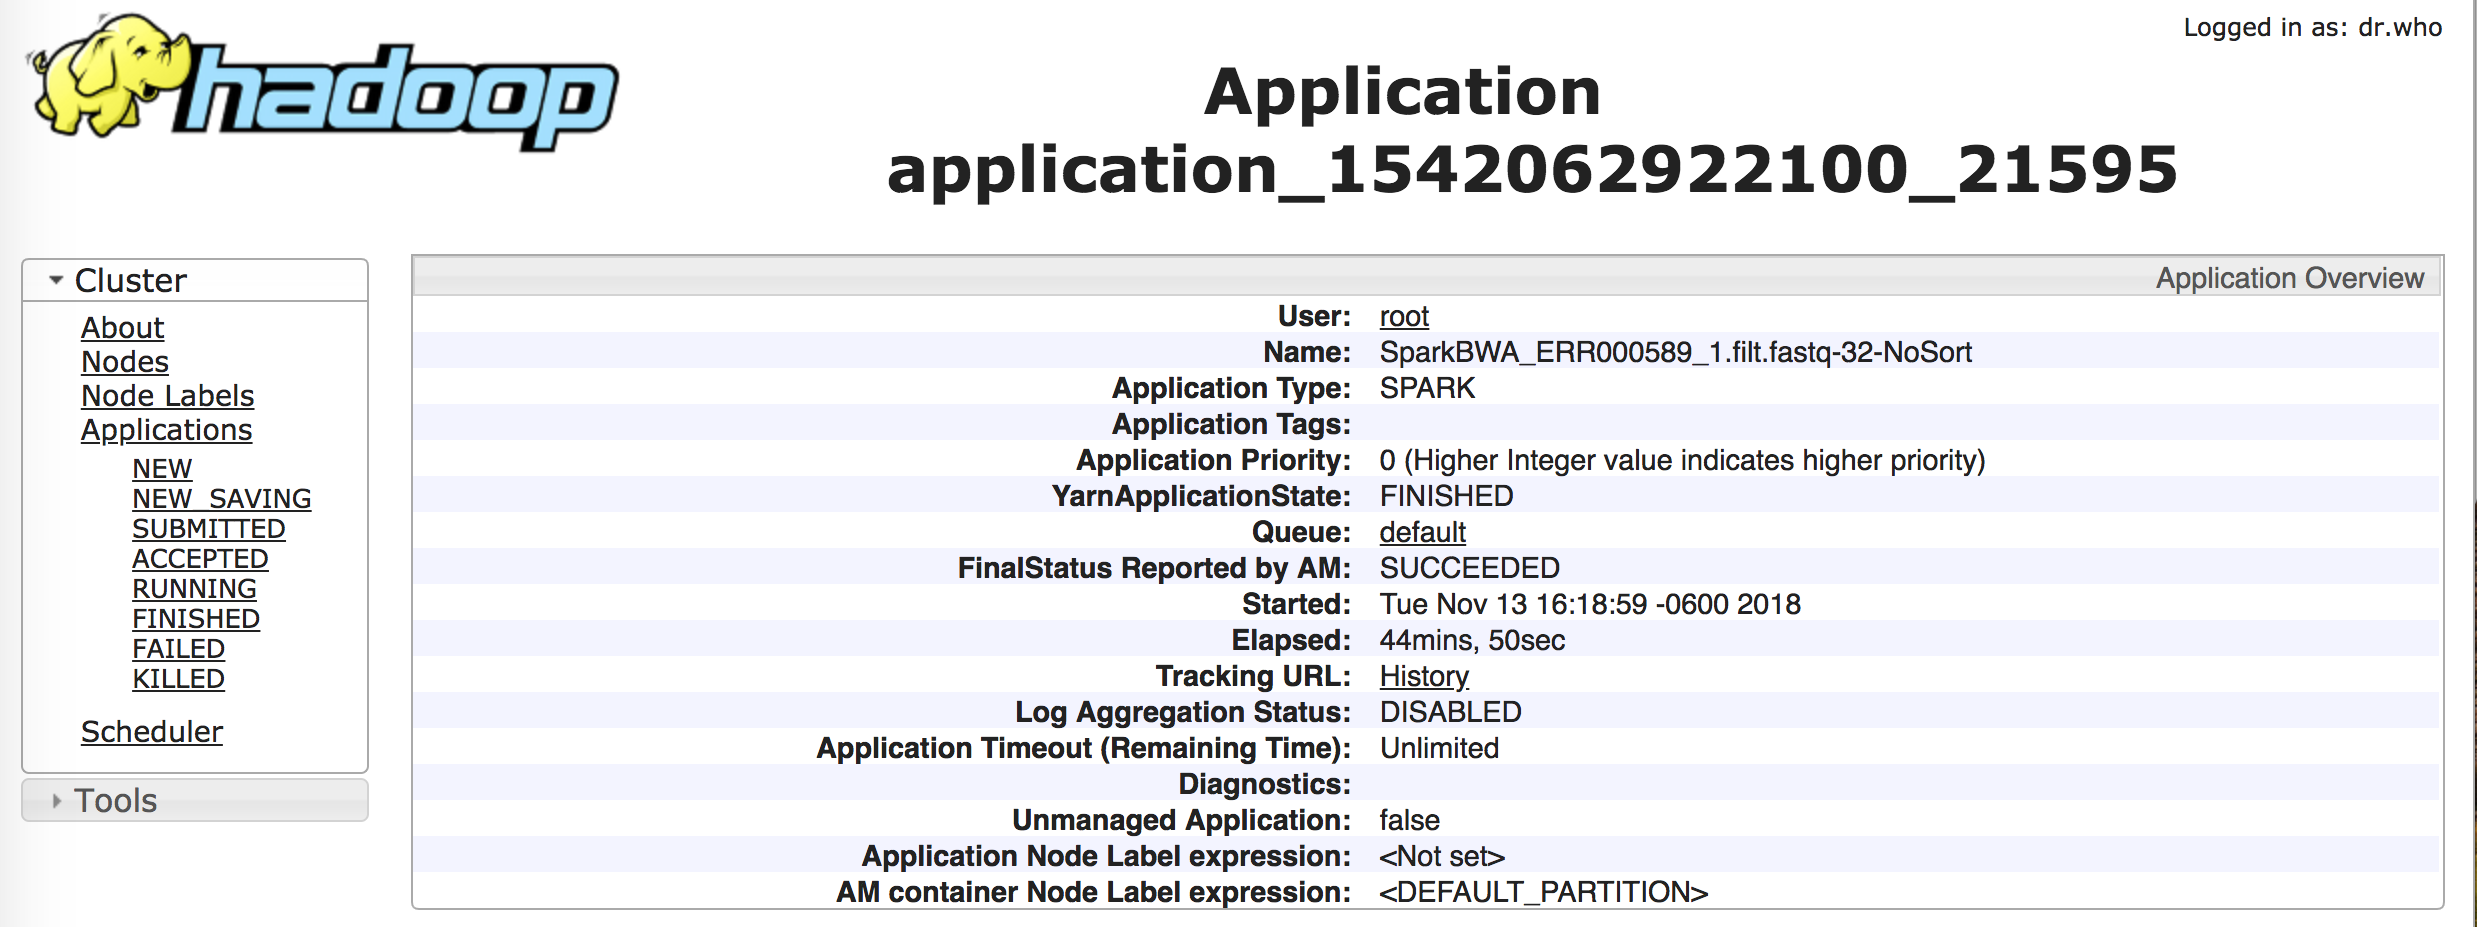 hadoop
Logged in as: dr.who
Application
application_1542062922100_21595
Cluster
About
Nodes
Node Labels
Applications
NEW
NEW_SAVING
SUBMITTED
ACCEPTED
RUNNING
FINISHED
FAILED
KILLED
Scheduler
Tools
Application Overview
User: root
Name: SparkBWA_ERR000589_1.filt.fastq-32-NoSort
Application Type: SPARK
Application Tags:
Application Priority: 0 (Higher Integer value indicates higher priority)
YarnApplicationState: FINISHED
Queue: default
FinalStatus Reported by AM: SUCCEEDED
Started: Tue Nov 13 16:18:59 -0600 2018
Elapsed: 44mins, 50sec
Tracking URL: History
Log Aggregation Status: DISABLED
Application Timeout (Remaining Time): Unlimited
Diagnostics:
Unmanaged Application: false
Application Node Label expression: <Not set>
AM container Node Label expression: <DEFAULT_PARTITION>